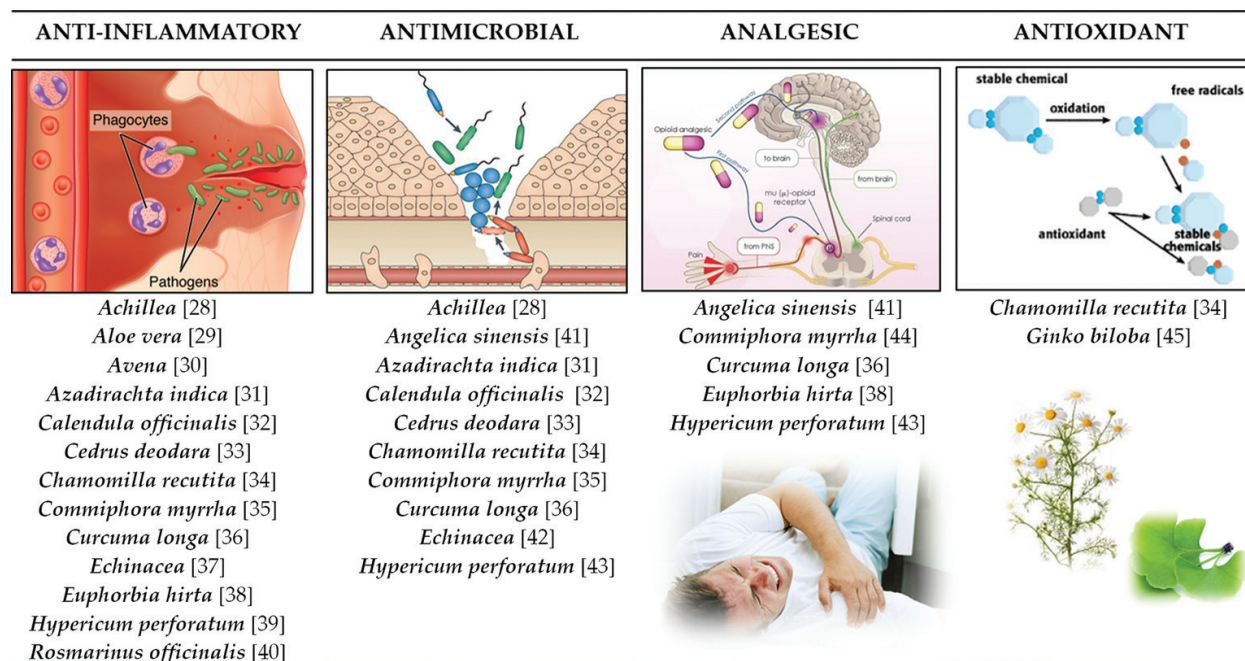 ANTI-INFLAMMATORY
ANTIMICROBIAL
ANALGESIC
ANTIOXIDANT
Phagocytes
Pathogens
Opioid analgesic
Second pathway
First pathway
to brain
from brain
mu (μ)-opioid
receptor
Spinal cord
from PNS
Pain
stable chemical
oxidation
free radicals
antioxidant
stable
chemicals
Achillea [28]
Aloe vera [29]
Avena [30]
Azadirachta indica [31]
Calendula officinalis [32]
Cedrus deodara [33]
Chamomilla recutita [34]
Commiphora myrrha [35]
Curcuma longa [36]
Echinacea [37]
Euphorbia hirta [38]
Hypericum perforatum [39]
Rosmarinus officinalis [40]
Achillea [28]
Angelica sinensis [41]
Azadirachta indica [31]
Calendula officinalis [32]
Cedrus deodara [33]
Chamomilla recutita [34]
Commiphora myrrha [35]
Curcuma longa [36]
Echinacea [42]
Hypericum perforatum [43]
Angelica sinensis [41]
Commiphora myrrha [44]
Curcuma longa [36]
Euphorbia hirta [38]
Hypericum perforatum [43]
Chamomilla recutita [34]
Ginko biloba [45]